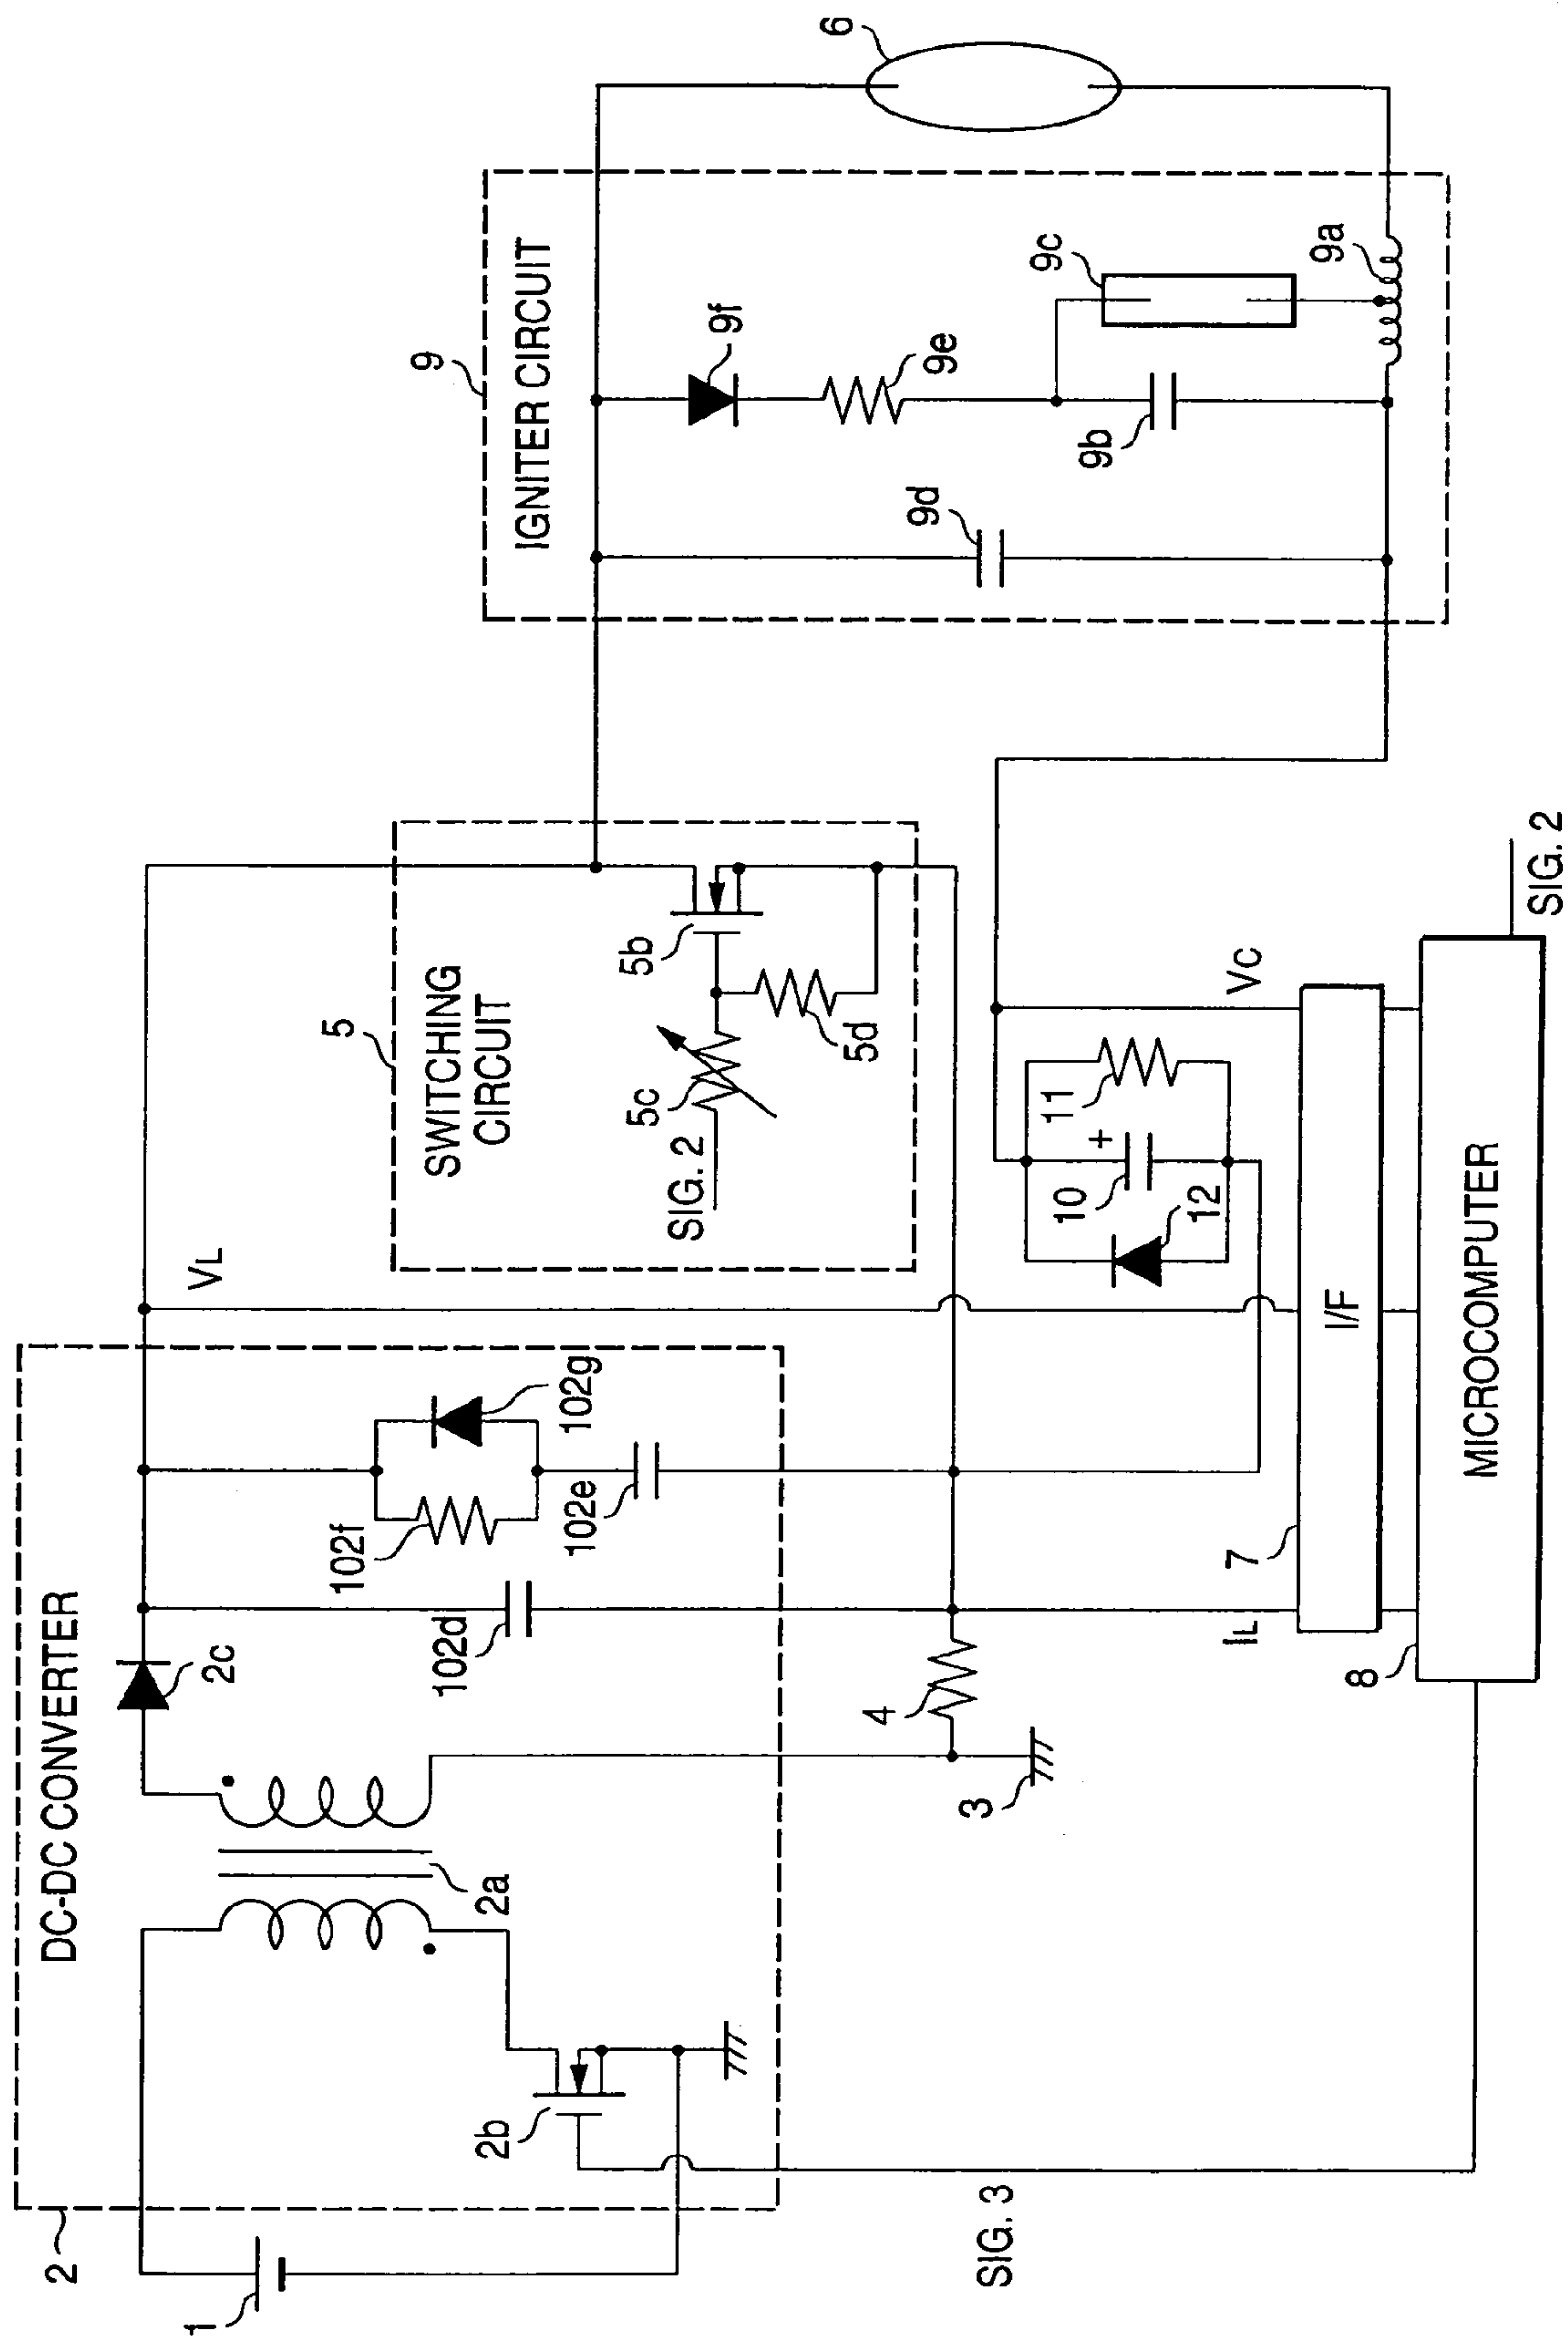 2
DC-DC CONVERTER
1
2a
2b
2c
102d
102e
102f
102g
3
4
SIG. 3
VL
5
SWITCHING
CIRCUIT
5b
5c
5d
SIG. 2
9
IGNITER CIRCUIT
9a
9b
9c
9d
9e
9f
6
10
+
11
12
VC
IL
7
I/F
8
MICROCOMPUTER
SIG. 2